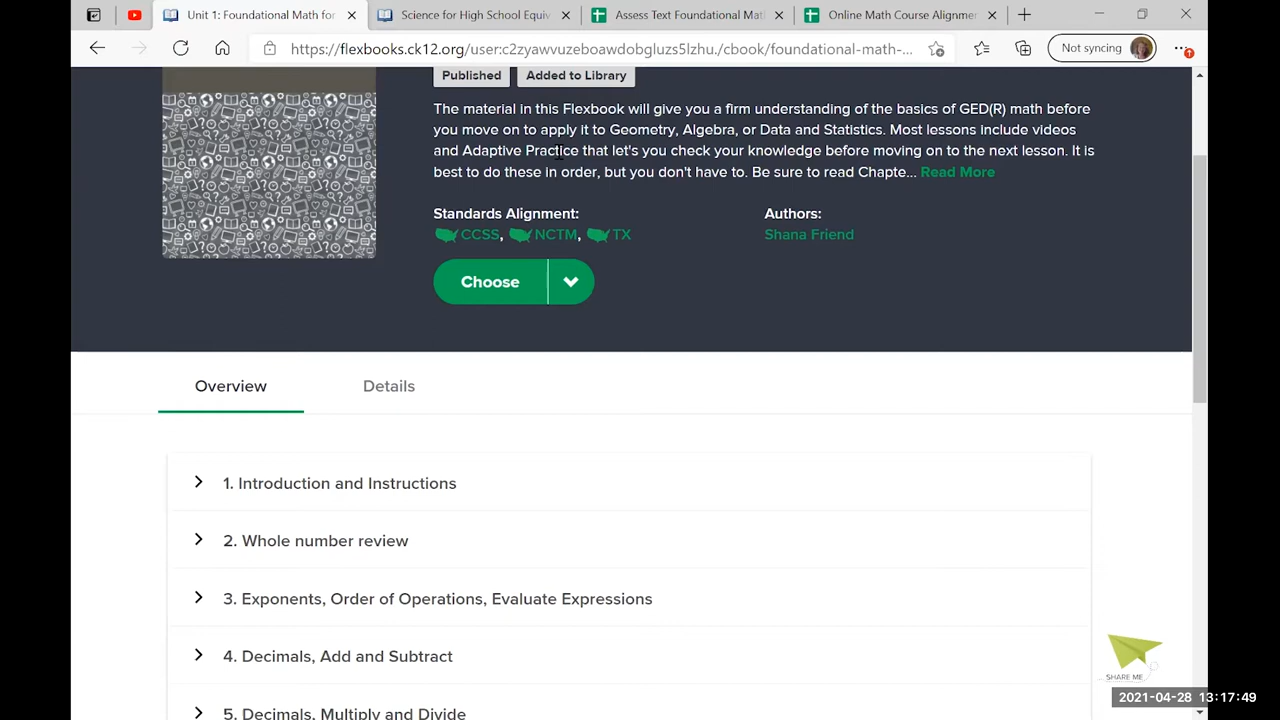 Unit 1: Foundational Math for
Science for High School Equiv
Assess Text Foundational Mat
Online Math Course Alignmer
https://flexbooks.ck12.org/user:c2zyawvuzeboawdobgluzs5lzhu./cbook/foundational-math-...
Not syncing
Published
Added to Library
The material in this Flexbook will give you a firm understanding of the basics of GED(R) math before
you move on to apply it to Geometry, Algebra, or Data and Statistics. Most lessons include videos
and Adaptive Practice that let's you check your knowledge before moving on to the next lesson. It is
best to do these in order, but you don't have to. Be sure to read Chapte... Read More
Standards Alignment:
Authors:
CCSS, NCTM, TX
Shana Friend
Choose
Overview
Details
1. Introduction and Instructions
2. Whole number review
3. Exponents, Order of Operations, Evaluate Expressions
4. Decimals, Add and Subtract
5. Decimals, Multiply and Divide
SHARE ME
2021-04-28 13:17:49